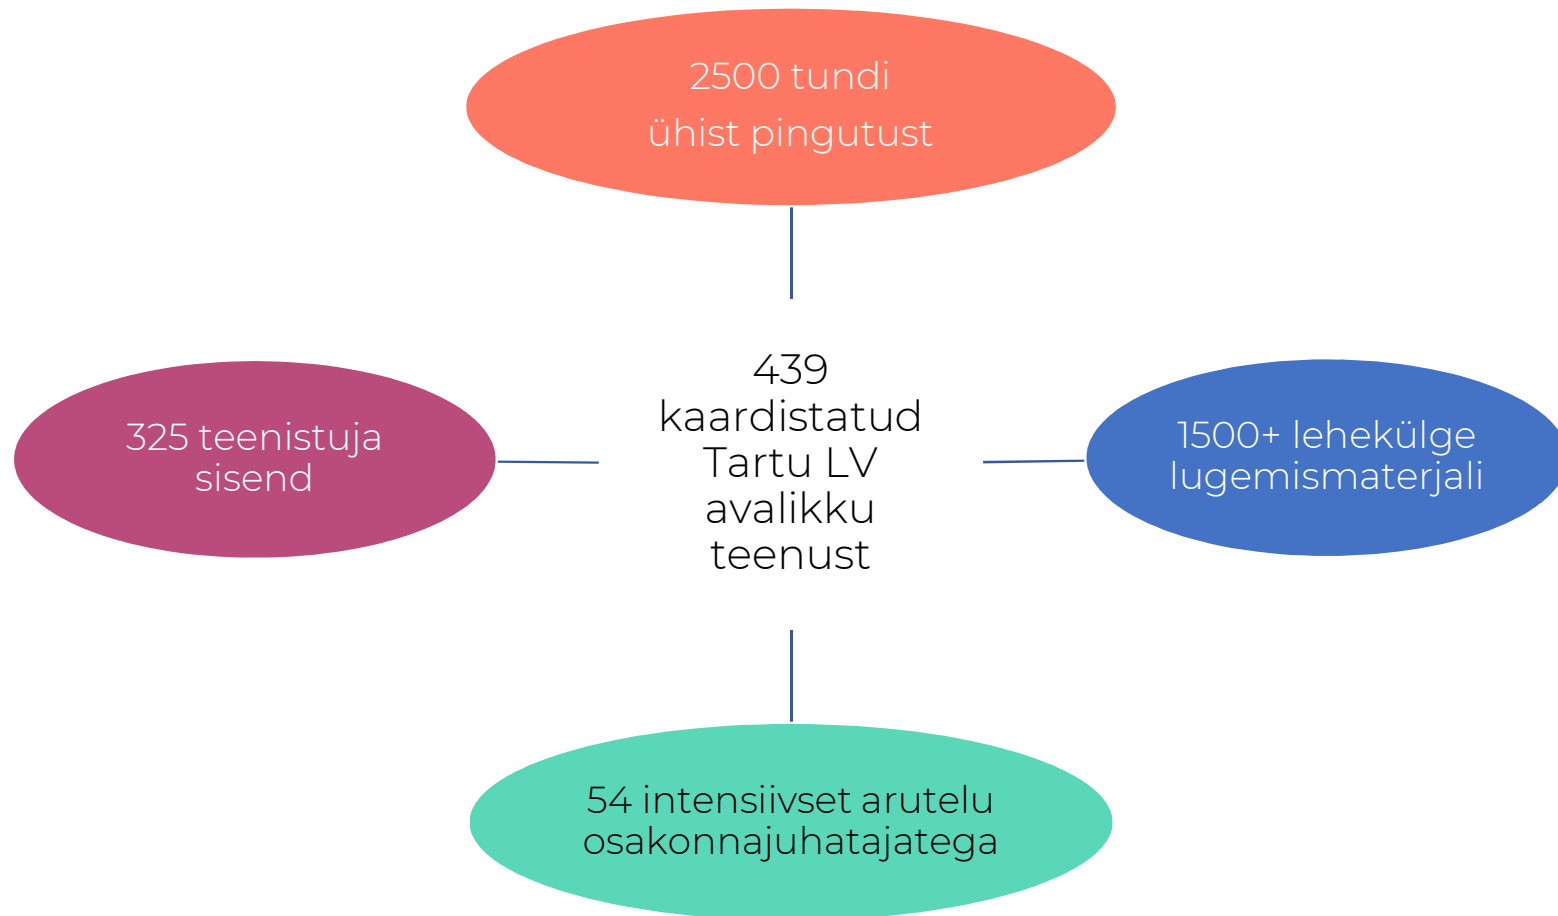 2500 tundi
ühist pingutust
325 teenistuja
sisend
439
kaardistatud
Tartu LV
avalikku
teenust
1500+ lehekülge
lugemismaterjali
54 intensiivset arutelu
osakonnajuhatajatega